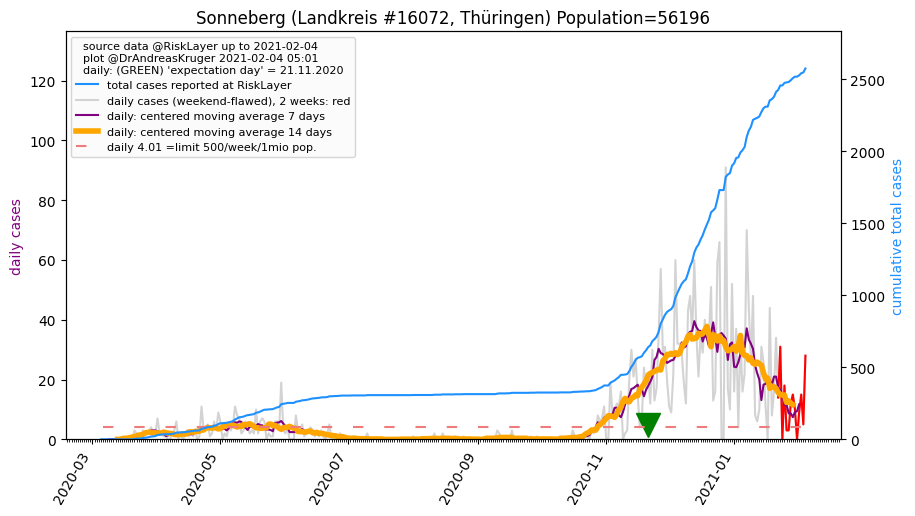 Sonneberg (Landkreis #16072, Thüringen) Population=56196
source data @RiskLayer up to 2021-02-04
plot @DrAndreasKruger 2021-02-04 05:01
daily: (GREEN) 'expectation day' = 21.11.2020
total cases reported at RiskLayer
daily cases (weekend-flawed), 2 weeks: red
daily: centered moving average 7 days
daily: centered moving average 14 days
daily 4.01 =limit 500/week/1mio pop.
daily cases
120
100
80
60
40
20
0
2500
2000
1500
1000
500
0
cumulative total cases
2020-03
2020-05
2020-07
2020-09
2020-11
2021-01